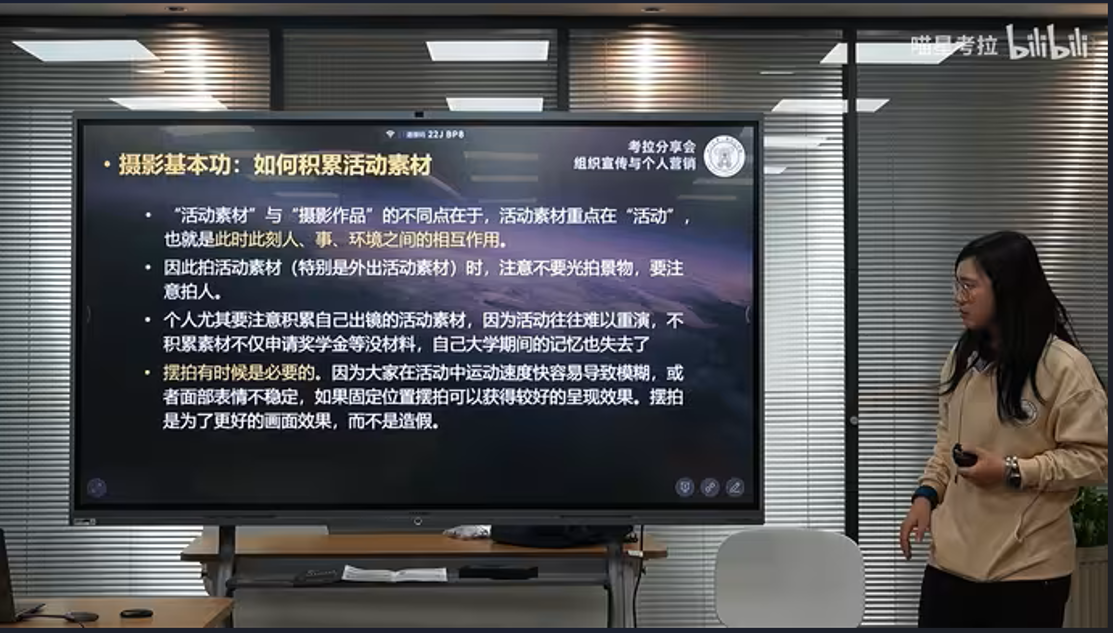 喵星考拉 bilibili
22J BP8
考拉分享会
组织宣传与个人营销
• 摄影基本功：如何积累活动素材
• “活动素材”与“摄影作品”的不同点在于，活动素材重点在“活动”，
也就是此时此刻人、事、环境之间的相互作用。
• 因此拍活动素材（特别是外出活动素材）时，注意不要光拍景物，要注
意拍人。
• 个人尤其要注意积累自己出镜的活动素材，因为活动往往难以重演，不
积累素材不仅申请奖学金等没材料，自己大学期间的记忆也失去了
• 摆拍有时候是必要的。因为大家在活动中运动速度快容易导致模糊，或
者面部表情不稳定，如果固定位置摆拍可以获得较好的呈现效果。摆拍
是为了更好的画面效果，而不是造假。